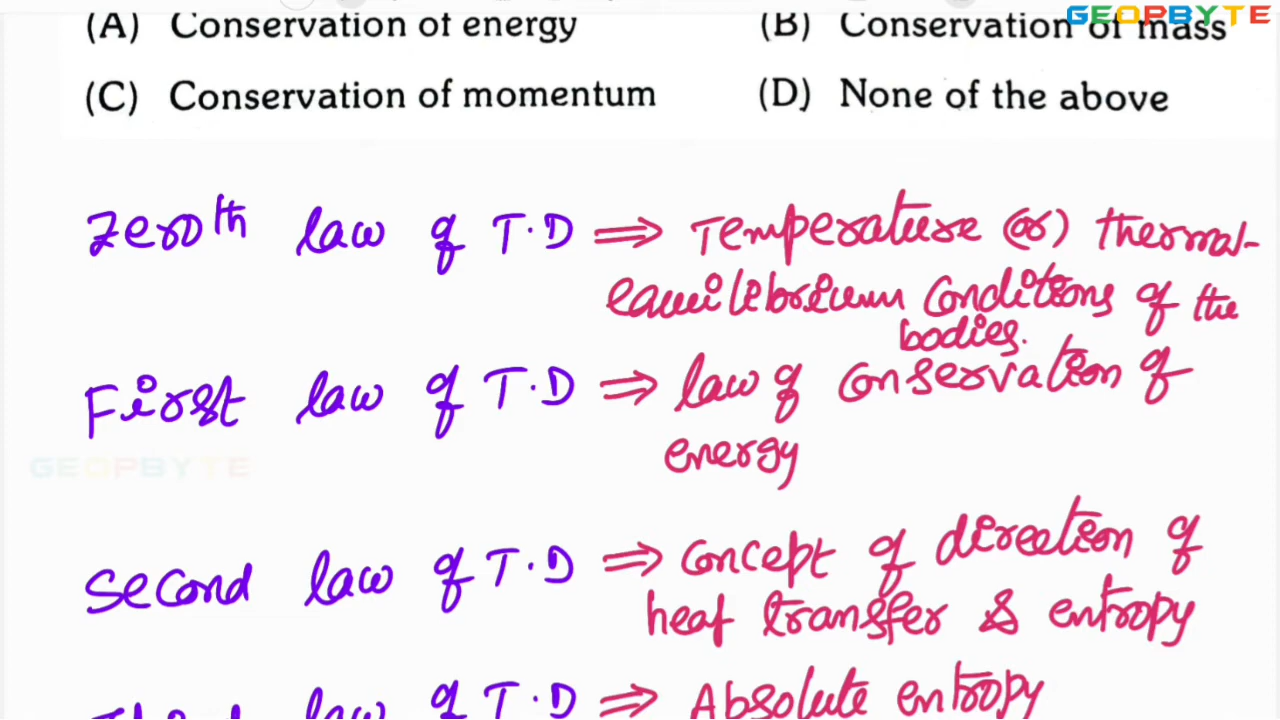 GEOPBYTE
(A) Conservation of energy (B) Conservation of mass
(C) Conservation of momentum (D) None of the above
Zeroth law of T.D ⇒ Temperature (or) thermal-
equilibrium conditions of the
bodies.
First law of T.D ⇒ law of conservation of
energy
GEOPBYTE
Second law of T.D ⇒ concept of direction of
heat transfer & entropy
law of T.D ⇒ Absolute entropy